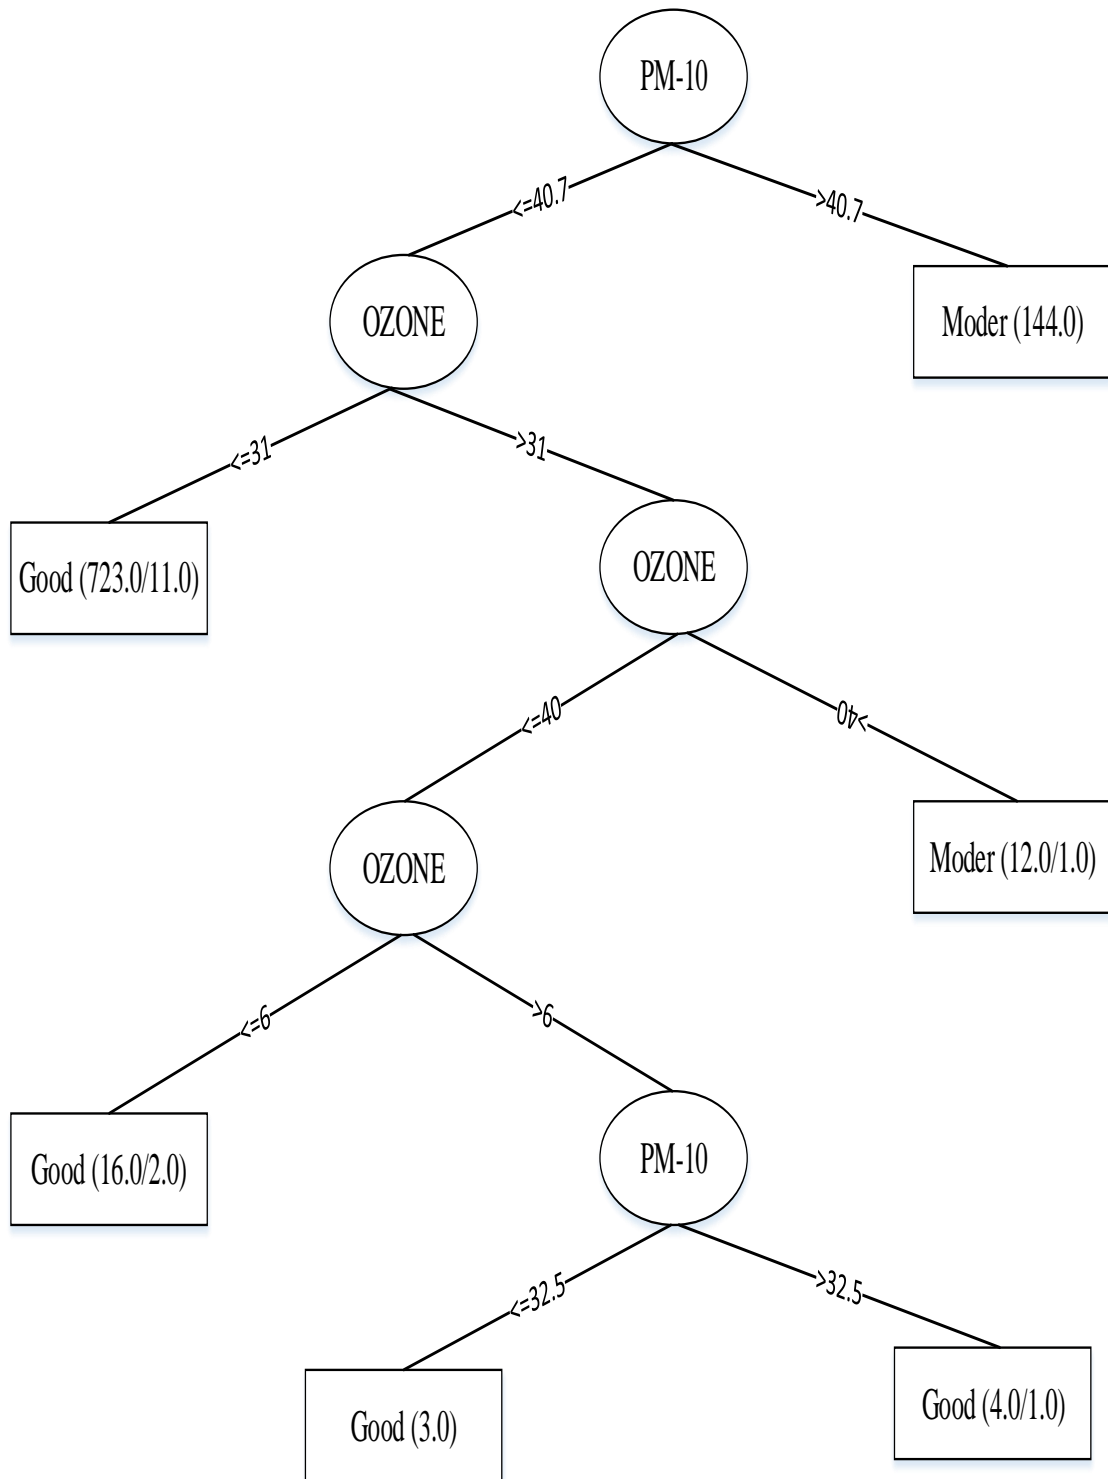 PM-10
<=40.7
>40.7
OZONE
Moder (144.0)
<=31
>31
Good (723.0/11.0)
OZONE
<=40
>40
OZONE
Moder (12.0/1.0)
<=6
>6
Good (16.0/2.0)
PM-10
<=32.5
>32.5
Good (3.0)
Good (4.0/1.0)